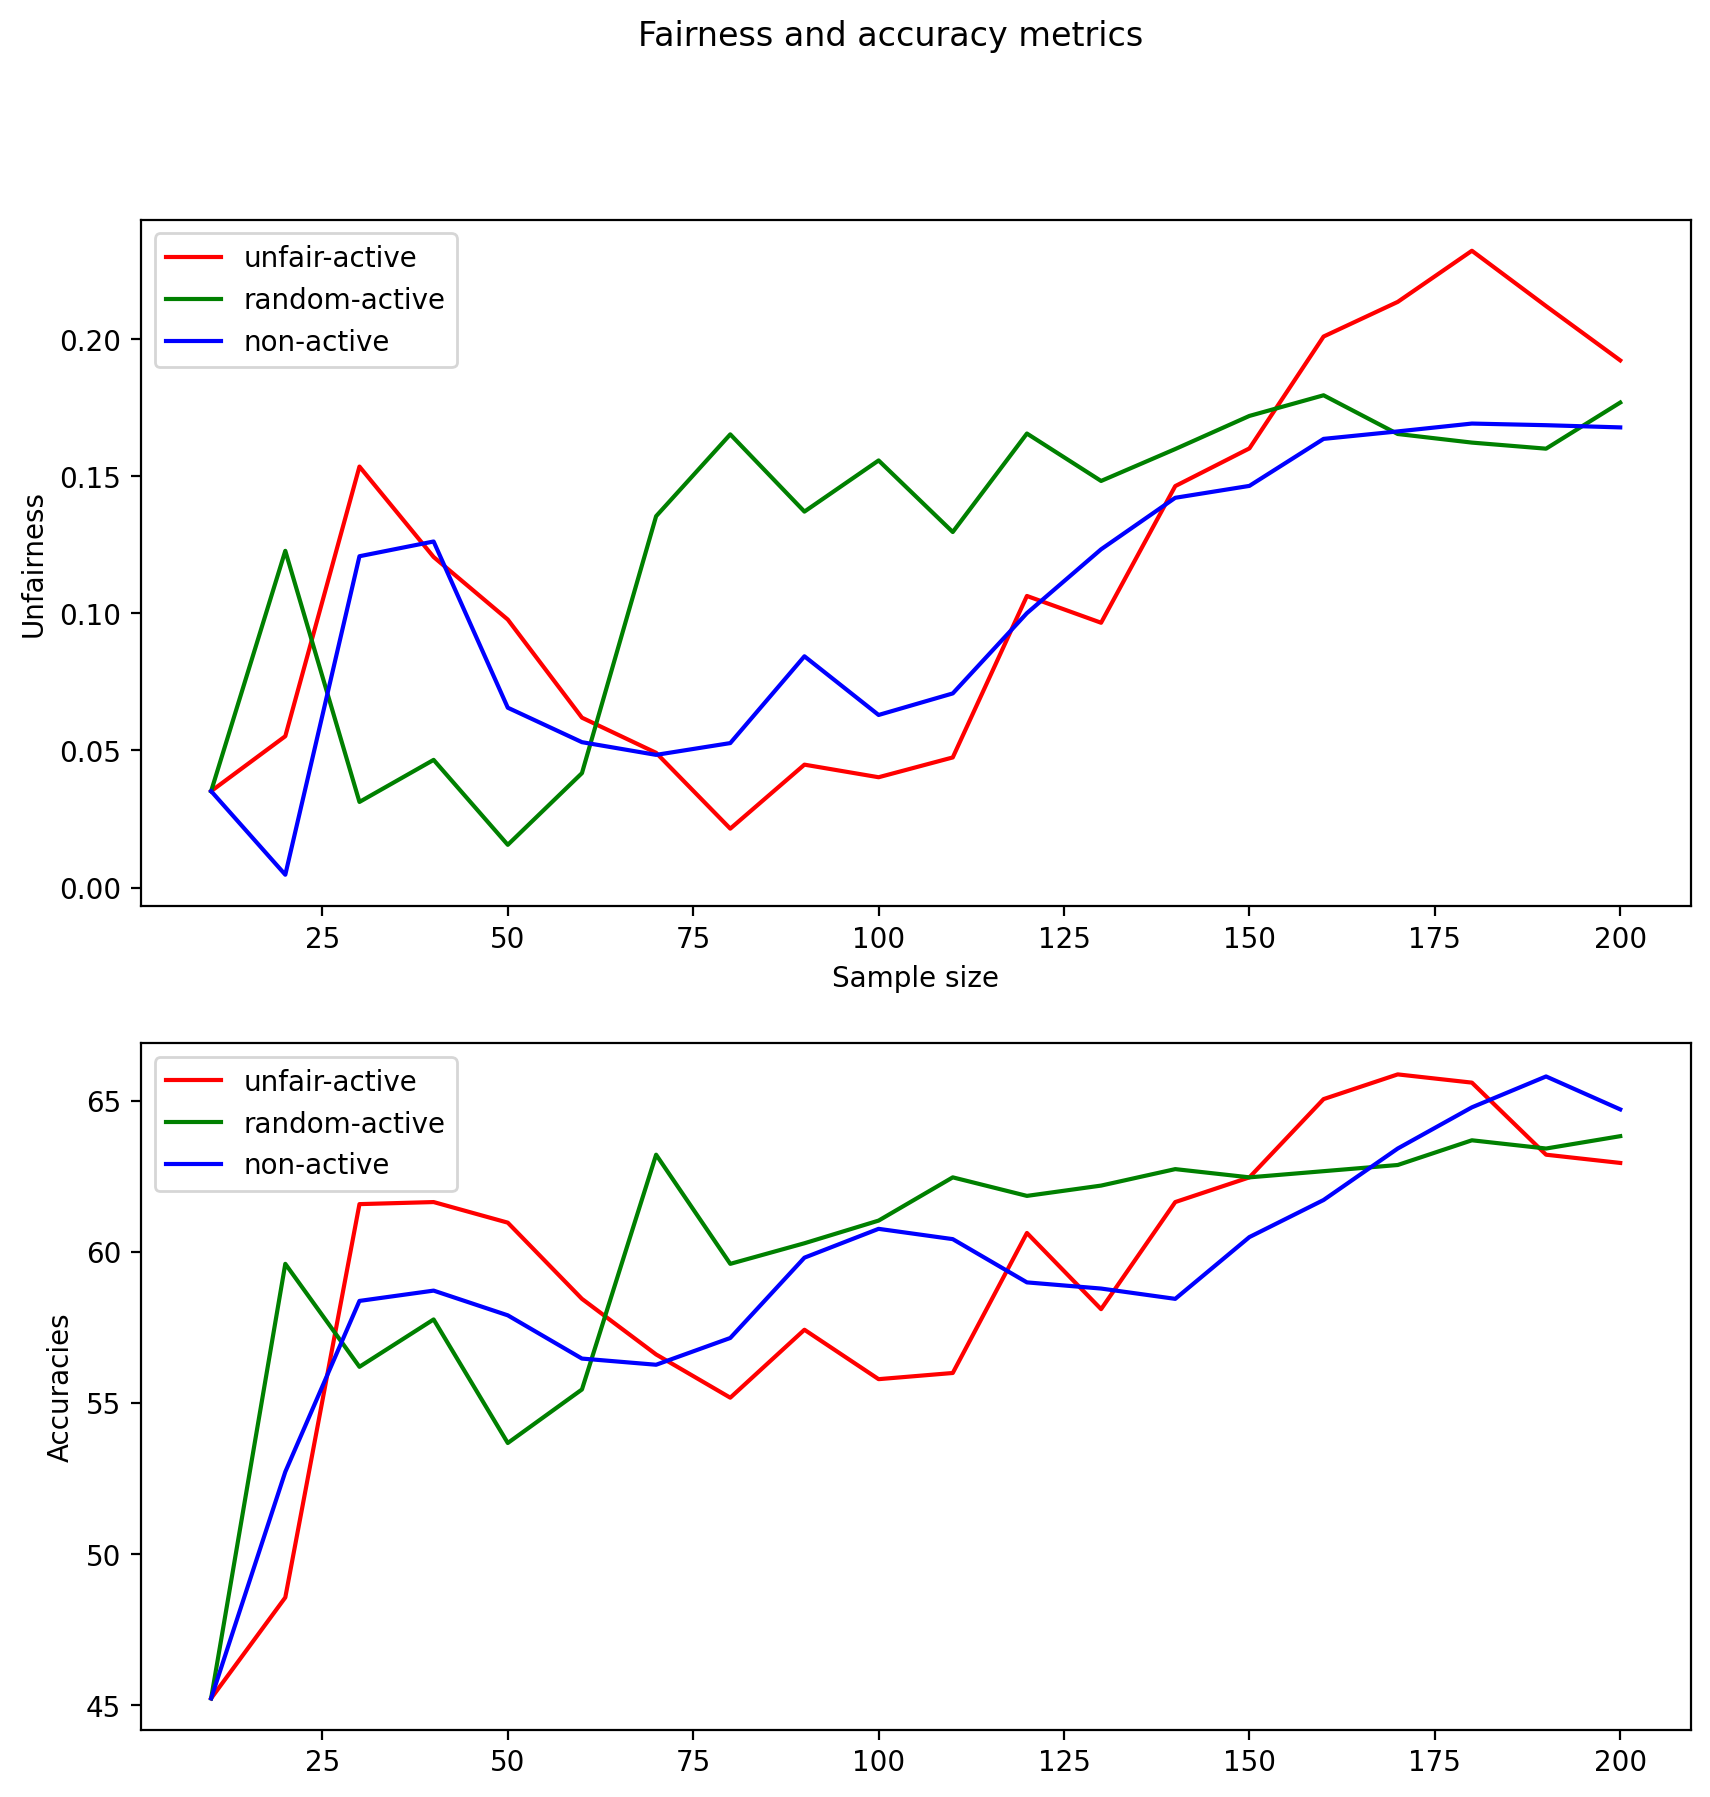 Fairness and accuracy metrics
unfair-active
random-active
non-active
0.20
0.15
0.10
0.05
0.00
Unfairness
25 50 75 100 125 150 175 200
Sample size
unfair-active
random-active
non-active
65
60
55
50
45
Accuracies
25 50 75 100 125 150 175 200